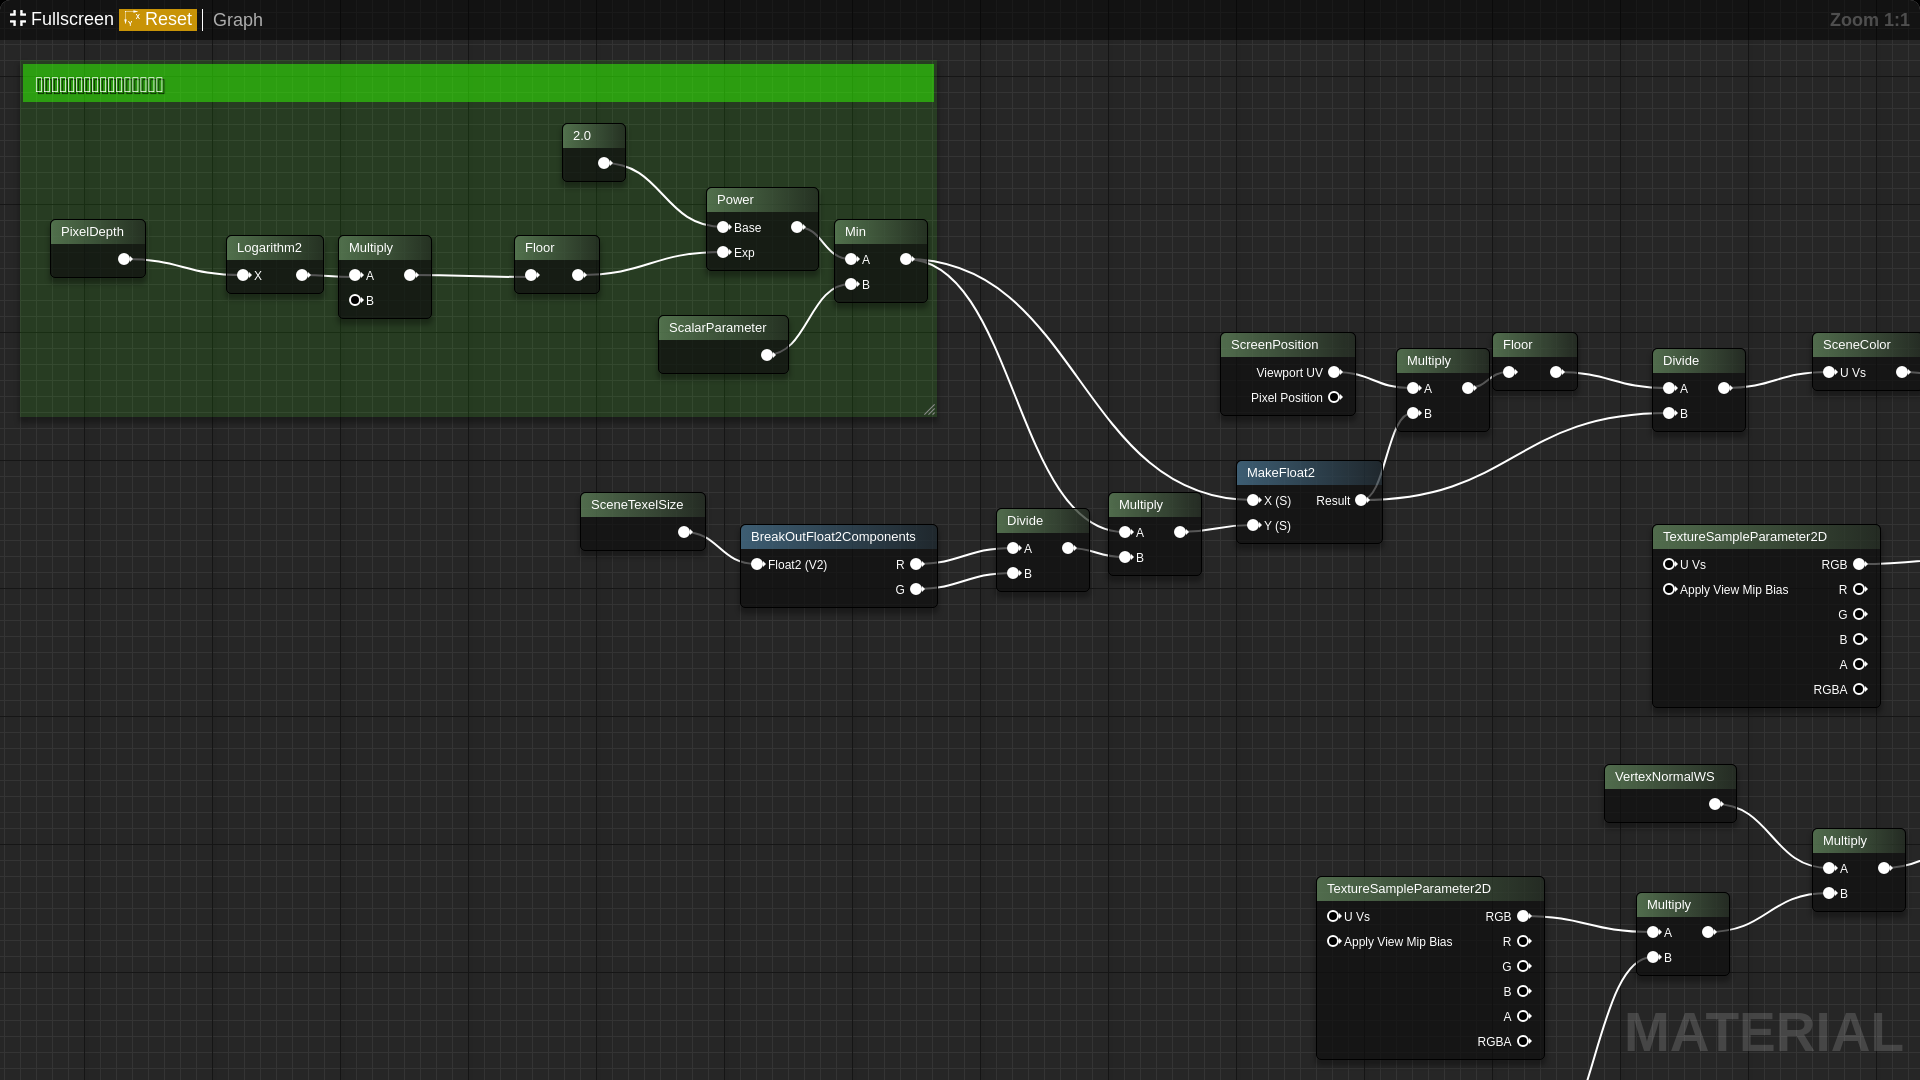 Fullscreen Reset Graph
Zoom 1:1
2.0
Power
Base
Exp
PixelDepth
Logarithm2
X
Multiply
A
B
Floor
Min
A
B
ScalarParameter
ScreenPosition
Viewport UV
Pixel Position
Multiply
A
B
Floor
Divide
A
B
SceneColor
U Vs
MakeFloat2
X (S) Result
Y (S)
SceneTexelSize
BreakOutFloat2Components
Float2 (V2) R
G
Divide
A
B
Multiply
A
B
TextureSampleParameter2D
U Vs RGB
Apply View Mip Bias R
G
B
A
RGBA
VertexNormalWS
Multiply
A
B
TextureSampleParameter2D
U Vs RGB
Apply View Mip Bias R
G
B
A
RGBA
Multiply
A
B
MATERIAL